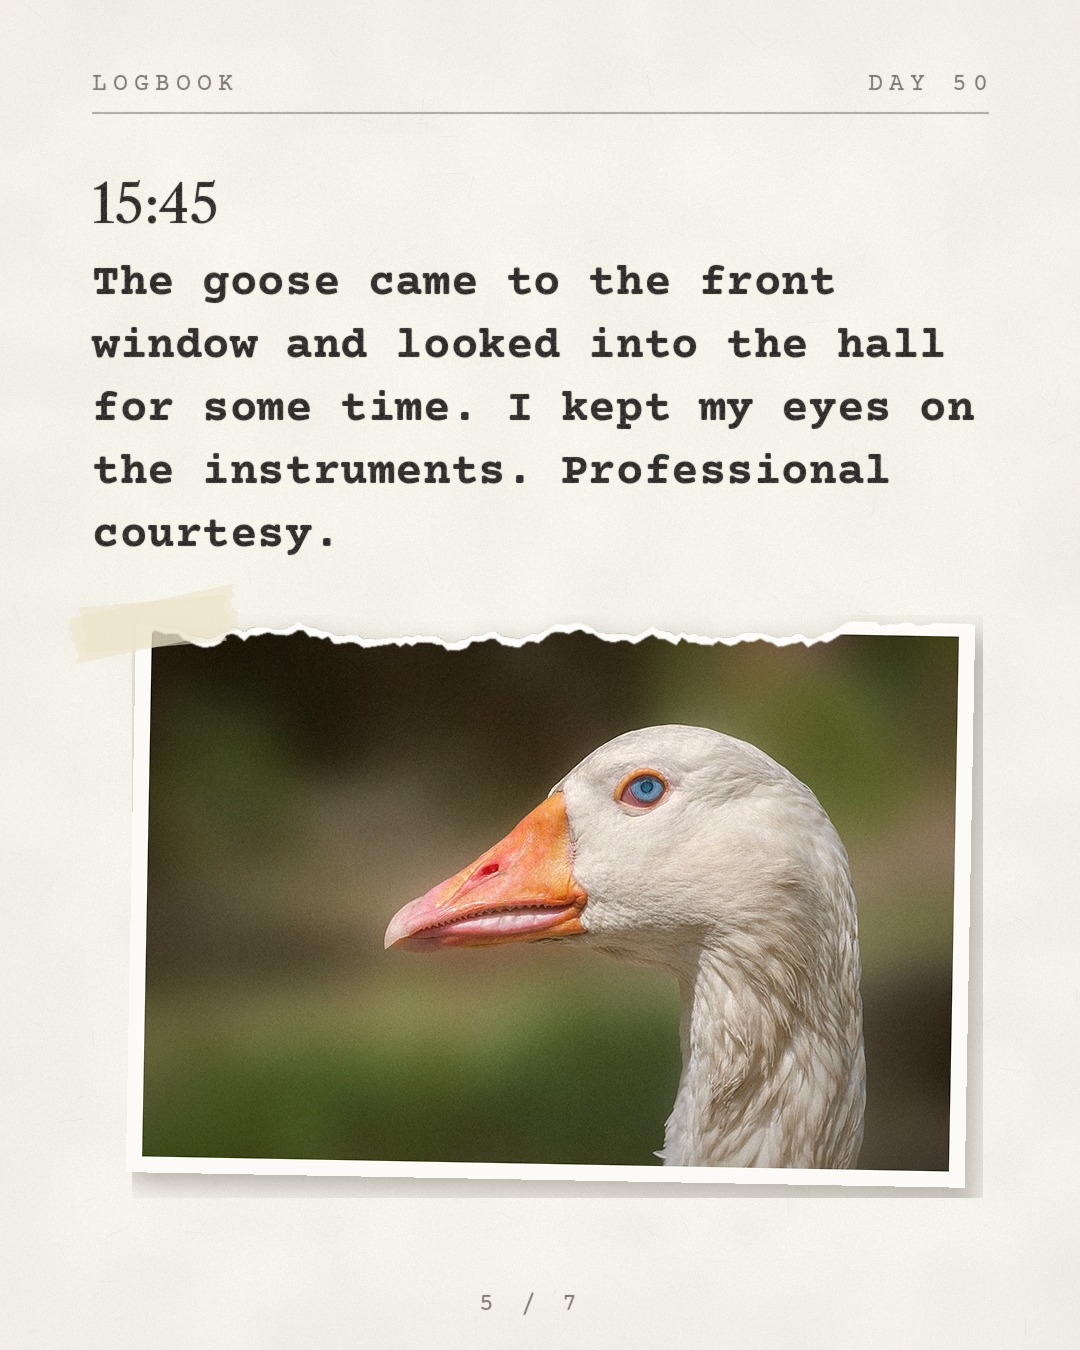 LOGBOOK DAY 50
15:45
The goose came to the front
window and looked into the hall
for some time. I kept my eyes on
the instruments. Professional
courtesy.
5 / 7